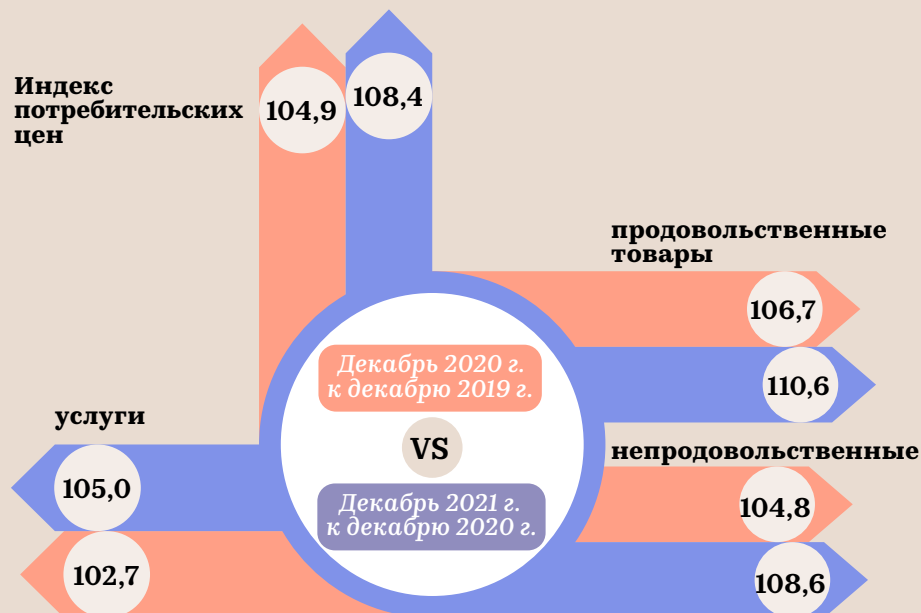 Индекс
потребительских
цен
104,9
108,4
продовольственные
товары
106,7
110,6
Декабрь 2020 г.
к декабрю 2019 г.
VS
Декабрь 2021 г.
к декабрю 2020 г.
услуги
105,0
102,7
непродовольственные
104,8
108,6